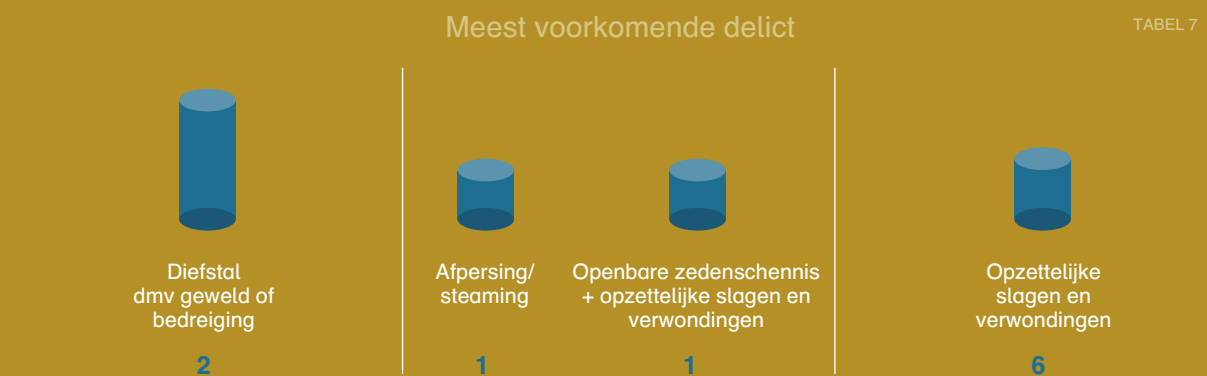 Meest voorkomende delict
TABEL 7
Diefstal
dmv geweld of
bedreiging
2
Afpersing/
steaming
1
Openbare zedenschennis
+ opzettelijke slagen en
verwondingen
1
Opzettelijke
slagen en
verwondingen
6